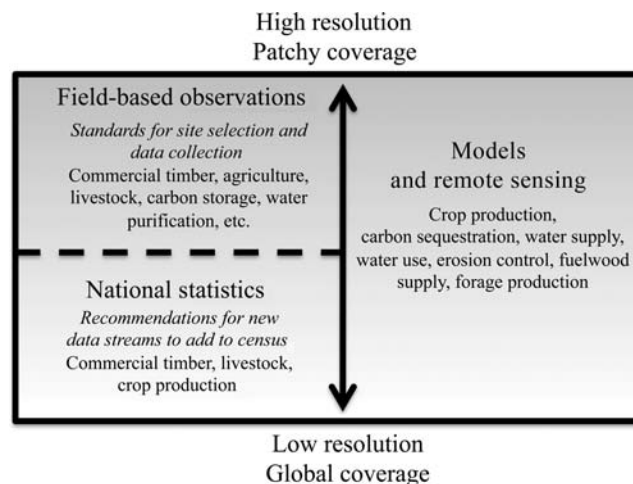 High resolution
Patchy coverage
Field-based observations
Standards for site selection and
data collection
Commercial timber, agriculture,
livestock, carbon storage, water
purification, etc.
National statistics
Recommendations for new
data streams to add to census
Commercial timber, livestock,
crop production
Models
and remote sensing
Crop production,
carbon sequestration, water supply,
water use, erosion control, fuelwood
supply, forage production
Low resolution
Global coverage